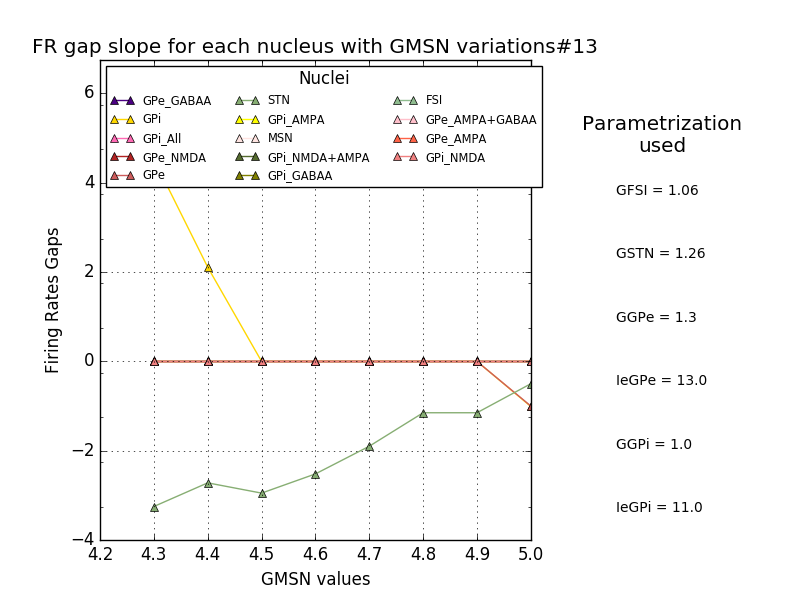 FR gap slope for each nucleus with GMSN variations#13
Nuclei
GPe_GABAA STN FSI
GPi GPi_AMPA GPe_AMPA+GABAA
GPi_All MSN GPe_AMPA
GPe_NMDA GPi_NMDA+AMPA GPi_NMDA
GPe GPi_GABAA
6
4
2
0
−2
−4
Firing Rates Gaps
4.2 4.3 4.4 4.5 4.6 4.7 4.8 4.9 5.0
GMSN values
Parametrization
used
GFSI = 1.06
GSTN = 1.26
GGPe = 1.3
IeGPe = 13.0
GGPi = 1.0
IeGPi = 11.0